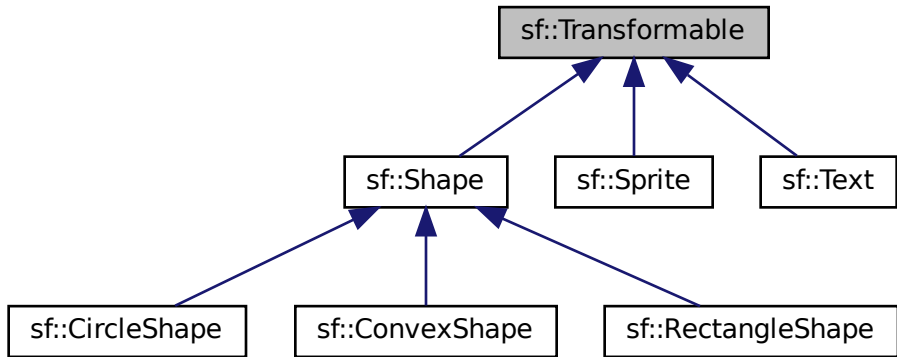 sf::Transformable
sf::Shape
sf::Sprite
sf::Text
sf::CircleShape
sf::ConvexShape
sf::RectangleShape